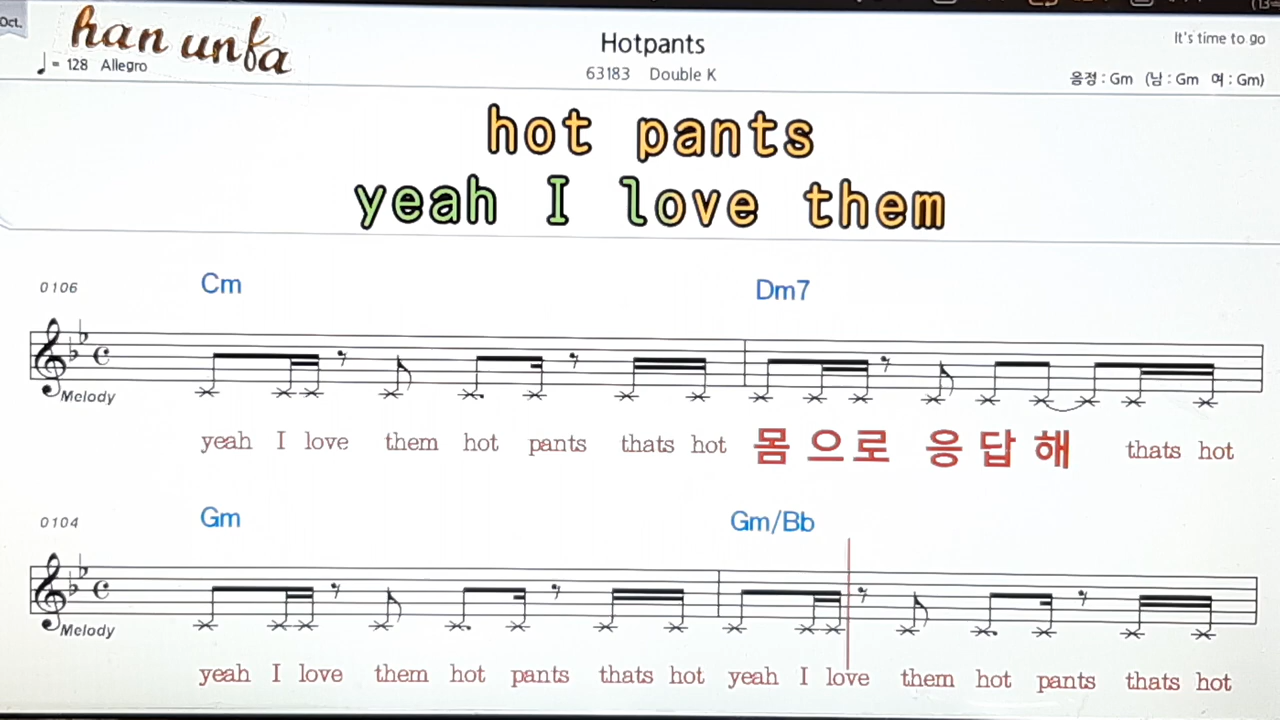 Oct.
han unfa
♩ = 128 Allegro
Hotpants
63183 Double K
It's time to go
음정 : Gm (남 : Gm 여 : Gm)
hot pants
yeah I love them
0106
Cm Dm7
Melody
yeah I love them hot pants thats hot 몸으로 응답해 thats hot
0104
Gm Gm/Bb
Melody
yeah I love them hot pants thats hot yeah I love them hot pants thats hot